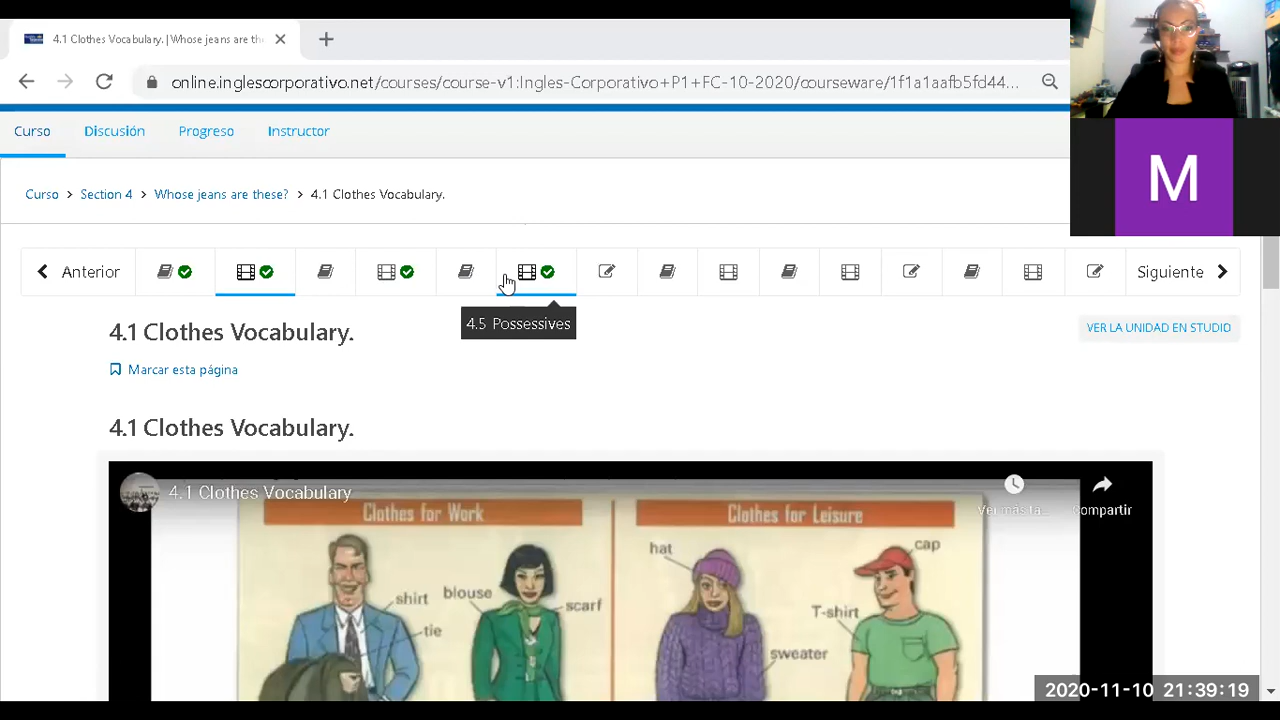 4.1 Clothes Vocabulary. | Whose jeans are th
online.inglescorporativo.net/courses/course-v1:Ingles-Corporativo+P1+FC-10-2020/courseware/1f1a1aafb5fd44...
Curso Discusión Progreso Instructor
Curso > Section 4 > Whose jeans are these? > 4.1 Clothes Vocabulary.
M
Anterior Siguiente
4.5 Possessives
4.1 Clothes Vocabulary.
VER LA UNIDAD EN STUDIO
Marcar esta página
4.1 Clothes Vocabulary.
4.1 Clothes Vocabulary
Ver más ta... Compartir
Clothes for Work Clothes for Leisure
hat cap
shirt blouse scarf T-shirt
tie sweater
2020-11-10 21:39:19